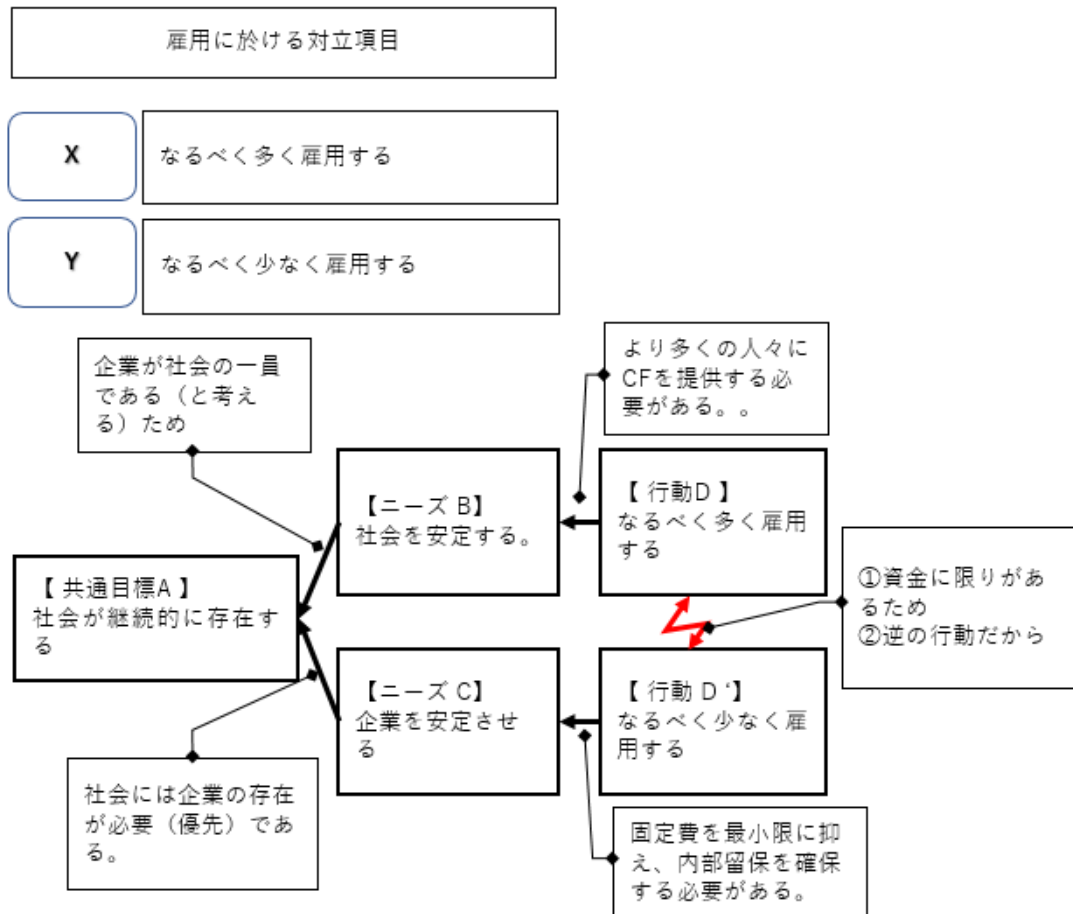 雇用に於ける対立項目
X
なるべく多く雇用する
Y
なるべく少なく雇用する
企業が社会の一員
である（と考え
る）ため
より多くの人々に
CFを提供する必
要がある。。
【ニーズ B】
社会を安定する。
【 行動D 】
なるべく多く雇用
する
【 共通目標A 】
社会が継続的に存在す
る
①資金に限りがあ
るため
②逆の行動だから
【ニーズ C】
企業を安定させ
る
【 行動 D ‘】
なるべく少なく雇
用する
社会には企業の存在
が必要（優先）であ
る。
固定費を最小限に抑
え、内部留保を確保
する必要がある。